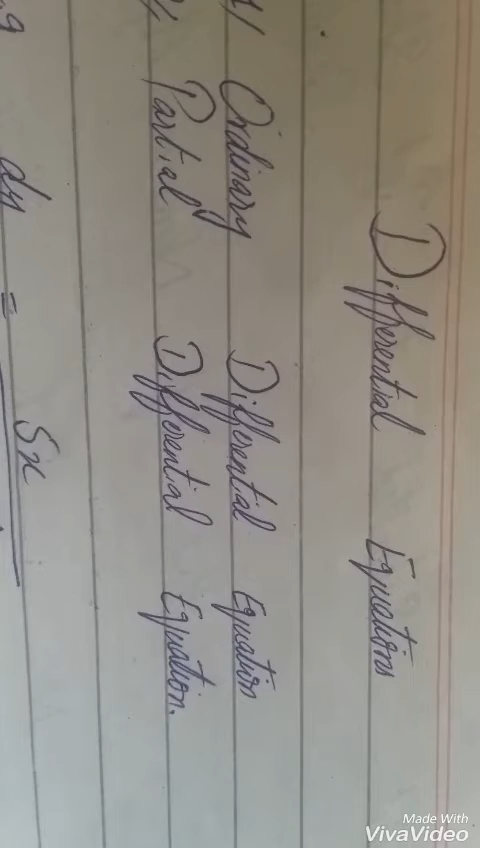 Differential Equations
1/ Ordinary Differential Equation
2/ Partial Differential Equation.
dy = 5x
Made With
VivaVideo